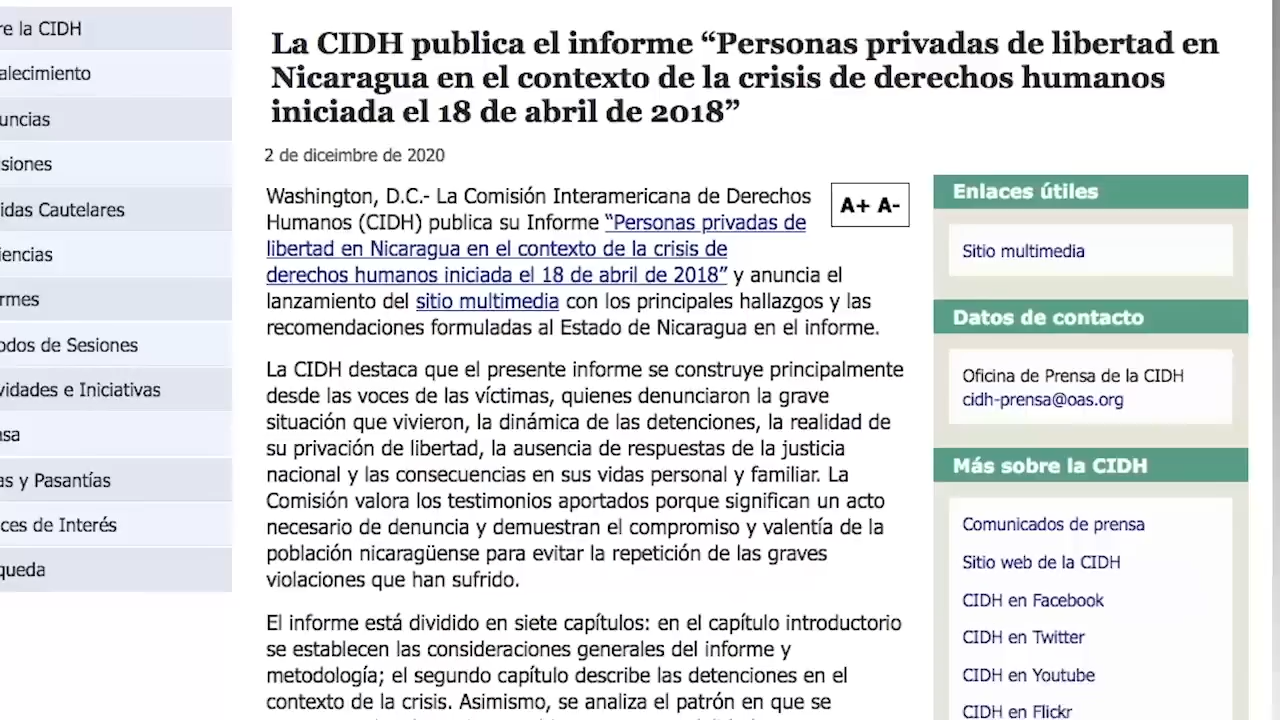 re la CIDH
alecimiento
uncias
siones
idas Cautelares
iencias
rmes
odos de Sesiones
vidades e Iniciativas
nsa
as y Pasantías
ces de Interés
queda
La CIDH publica el informe “Personas privadas de libertad en
Nicaragua en el contexto de la crisis de derechos humanos
iniciada el 18 de abril de 2018”
2 de diceimbre de 2020
A+ A-
Washington, D.C.- La Comisión Interamericana de Derechos
Humanos (CIDH) publica su Informe “Personas privadas de
libertad en Nicaragua en el contexto de la crisis de
derechos humanos iniciada el 18 de abril de 2018” y anuncia el
lanzamiento del sitio multimedia con los principales hallazgos y las
recomendaciones formuladas al Estado de Nicaragua en el informe.
La CIDH destaca que el presente informe se construye principalmente
desde las voces de las víctimas, quienes denunciaron la grave
situación que vivieron, la dinámica de las detenciones, la realidad de
su privación de libertad, la ausencia de respuestas de la justicia
nacional y las consecuencias en sus vidas personal y familiar. La
Comisión valora los testimonios aportados porque significan un acto
necesario de denuncia y demuestran el compromiso y valentía de la
población nicaragüense para evitar la repetición de las graves
violaciones que han sufrido.
El informe está dividido en siete capítulos: en el capítulo introductorio
se establecen las consideraciones generales del informe y
metodología; el segundo capítulo describe las detenciones en el
contexto de la crisis. Asimismo, se analiza el patrón en que se
Enlaces útiles
Sitio multimedia
Datos de contacto
Oficina de Prensa de la CIDH
cidh-prensa@oas.org
Más sobre la CIDH
Comunicados de prensa
Sitio web de la CIDH
CIDH en Facebook
CIDH en Twitter
CIDH en Youtube
CIDH en Flickr